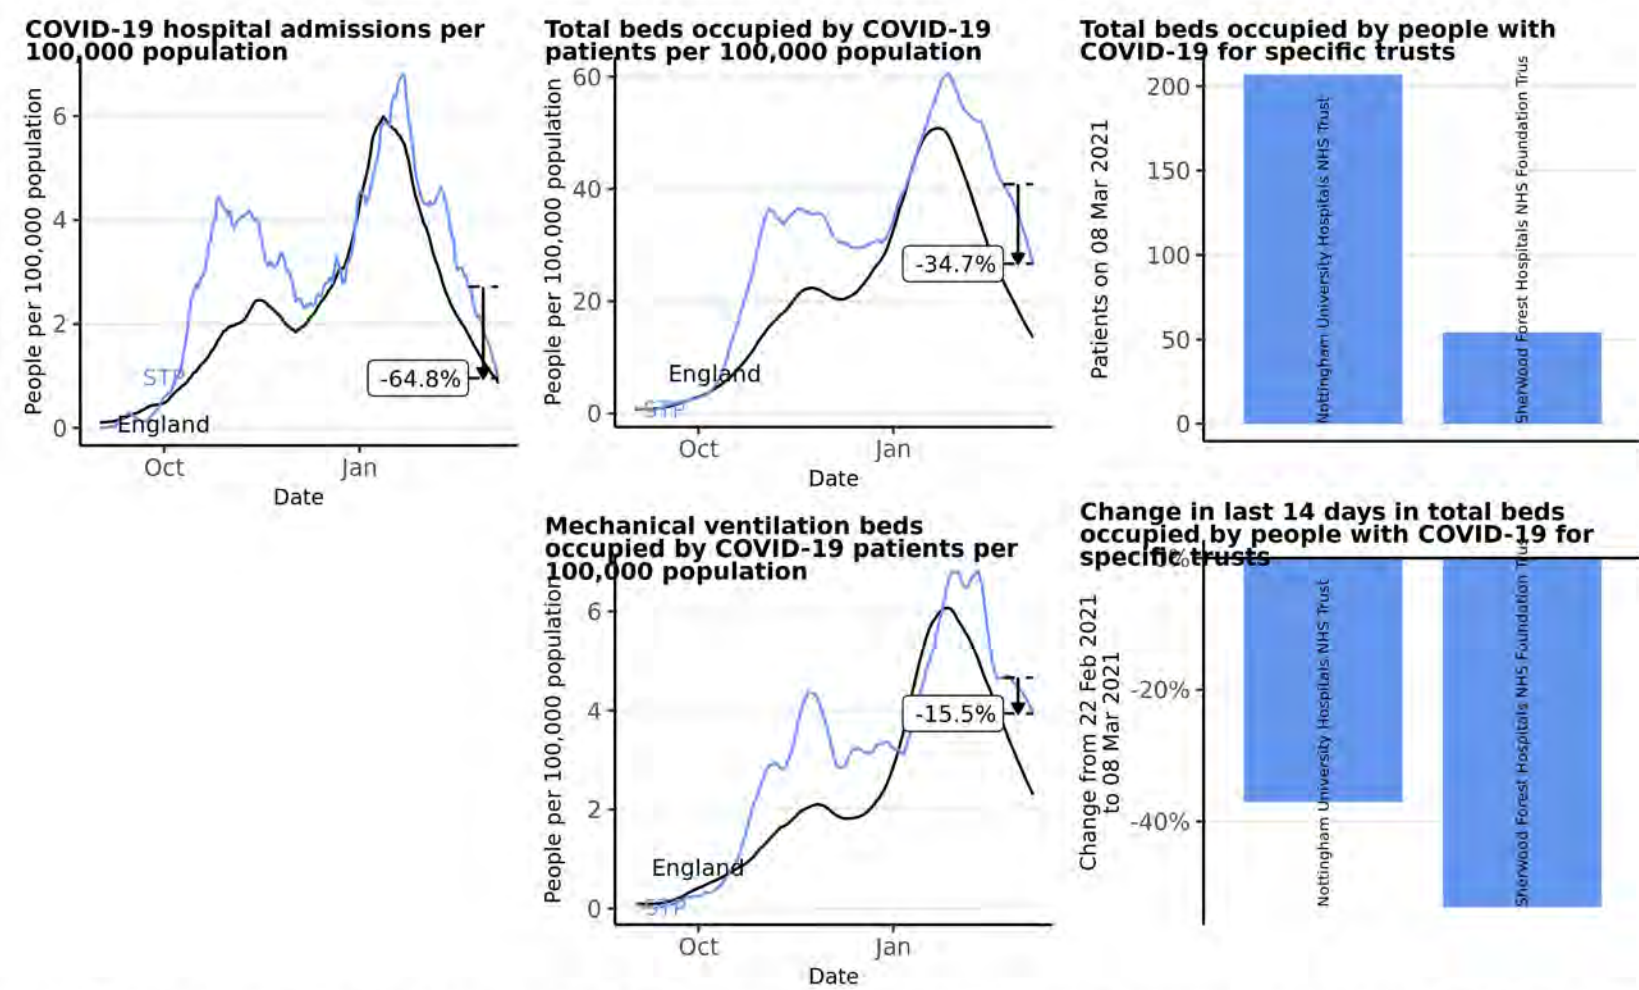 COVID-19 hospital admissions per
100,000 population
People per 100,000 population
6
4
2
0
STP
England
-64.8%
Oct
Jan
Date
Total beds occupied by COVID-19
patients per 100,000 population
People per 100,000 population
60
40
20
0
England
STP
-34.7%
Oct
Jan
Date
Total beds occupied by people with
COVID-19 for specific trusts
Patients on 08 Mar 2021
200
150
100
50
0
Nottingham University Hospitals NHS Trust
Sherwood Forest Hospitals NHS Foundation Trus
Mechanical ventilation beds
occupied by COVID-19 patients per
100,000 population
People per 100,000 population
6
4
2
0
England
STP
-15.5%
Oct
Jan
Date
Change in last 14 days in total beds
occupied by people with COVID-19 for
specific trusts
Change from 22 Feb 2021
to 08 Mar 2021
0%
-20%
-40%
Nottingham University Hospitals NHS Trust
Sherwood Forest Hospitals NHS Foundation Trus